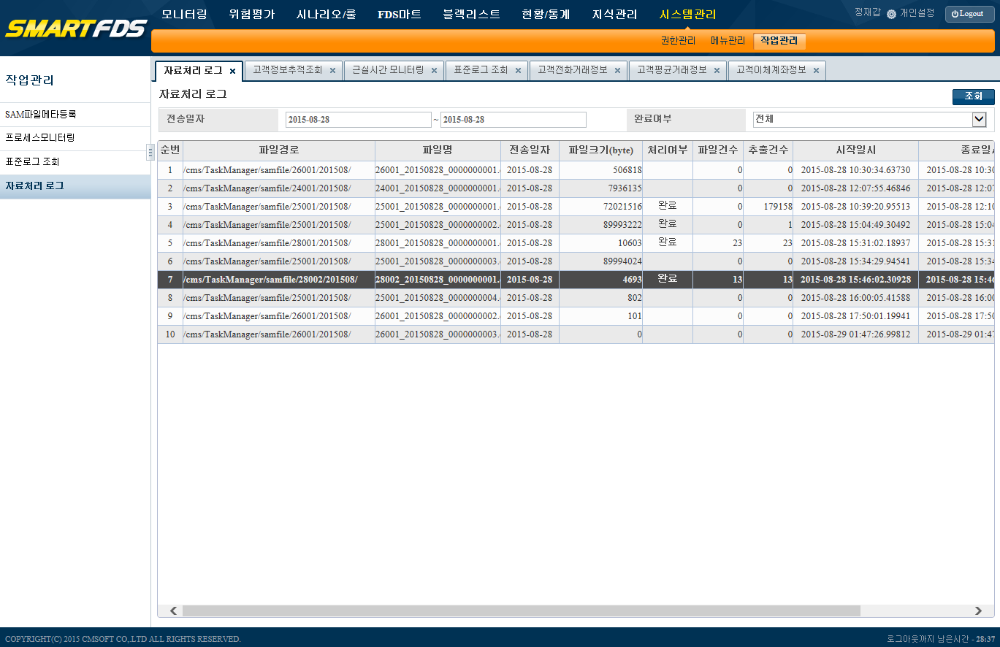 SMARTFDS
모니터링 위험평가 시나리오/룰 FDS마트 블랙리스트 현황/통계 지식관리 시스템관리 정재갑 개인설정 Logout
권한관리 메뉴관리 작업관리
작업관리
SAM파일메타등록
프로세스모니터링
표준로그 조회
자료처리 로그
자료처리 로그 × 고객정보추적조회 × 근실시간 모니터링 × 표준로그 조회 × 고객전화거래정보 × 고객평균거래정보 × 고객이체계좌정보 ×
자료처리 로그
조회
전송일자 2015-08-28 ~ 2015-08-28 완료여부 전체
순번 파일경로 파일명 전송일자 파일크기(byte) 처리여부 파일건수 추출건수 시작일시 종료일시
1 /cms/TaskManager/samfile/26001/201508/ 26001_20150828_0000000001. 2015-08-28 506818 0 0 2015-08-28 10:30:34.63730 2015-08-28 10:30
2 /cms/TaskManager/samfile/24001/201508/ 24001_20150828_0000000001. 2015-08-28 7936135 0 0 2015-08-28 12:07:55.46846 2015-08-28 12:07
3 /cms/TaskManager/samfile/25001/201508/ 25001_20150828_0000000001. 2015-08-28 72021516 완료 0 179158 2015-08-28 10:39:20.95513 2015-08-28 12:10
4 /cms/TaskManager/samfile/25001/201508/ 25001_20150828_0000000002. 2015-08-28 89993222 완료 0 1 2015-08-28 15:04:49.30492 2015-08-28 15:04
5 /cms/TaskManager/samfile/28001/201508/ 28001_20150828_0000000001. 2015-08-28 10603 완료 23 23 2015-08-28 15:31:02.18937 2015-08-28 15:31
6 /cms/TaskManager/samfile/25001/201508/ 25001_20150828_0000000003. 2015-08-28 89994024 0 0 2015-08-28 15:34:29.94541 2015-08-28 15:34
7 /cms/TaskManager/samfile/28002/201508/ 28002_20150828_0000000001. 2015-08-28 4693 완료 13 13 2015-08-28 15:46:02.30928 2015-08-28 15:46
8 /cms/TaskManager/samfile/25001/201508/ 25001_20150828_0000000004. 2015-08-28 802 0 0 2015-08-28 16:00:05.41588 2015-08-28 16:00
9 /cms/TaskManager/samfile/26001/201508/ 26001_20150828_0000000002. 2015-08-28 101 0 0 2015-08-28 17:50:01.19941 2015-08-28 17:50
10 /cms/TaskManager/samfile/26001/201508/ 26001_20150828_0000000003. 2015-08-28 0 0 0 2015-08-29 01:47:26.99812 2015-08-29 01:47
COPYRIGHT(C) 2015 CMSOFT CO,.LTD ALL RIGHTS RESERVED. 로그아웃까지 남은시간 - 28:37